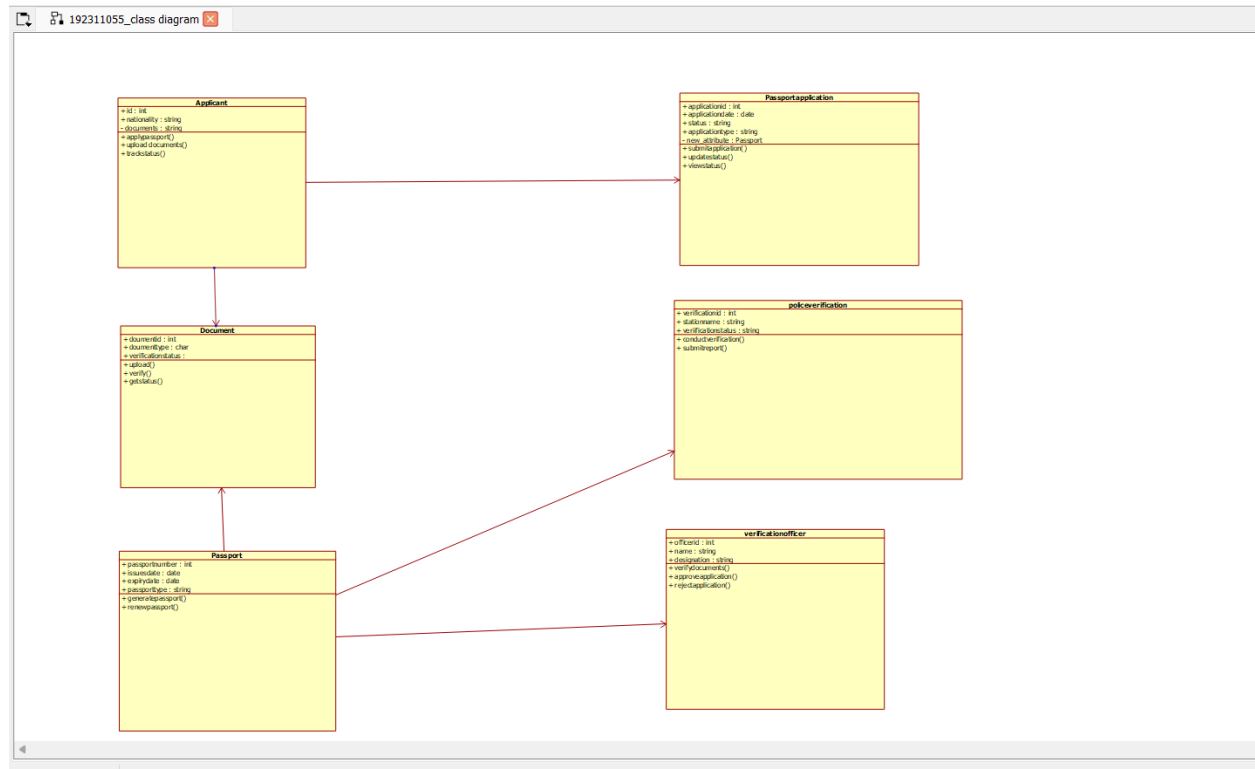 192311055_class diagram
Applicant
+ id : int
+ nationality : string
- documents : string
+ applypassport()
+ upload documents()
+ trackstatus()
Passportapplication
+ applicationid : int
+ applicationdate : date
+ status : string
+ applicationtype : string
- new_attribute : Passport
+ submitapplication()
+ updatestatus()
+ viewstatus()
Document
+ doumentid : int
+ doumenttype : char
+ verificationstatus :
+ upload()
+ verify()
+ getstatus()
policeverification
+ verificationid : int
+ stationname : string
+ verificationstatus : string
+ conductverification()
+ submitreport()
Passport
+ passportnumber : int
+ issuesdate : date
+ expirydate : date
+ passporttype : string
+ generatepassport()
+ renewpassport()
verificationofficer
+ officerid : int
+ name : string
+ designation : string
+ verifydocuments()
+ approveapplication()
+ rejectapplication()